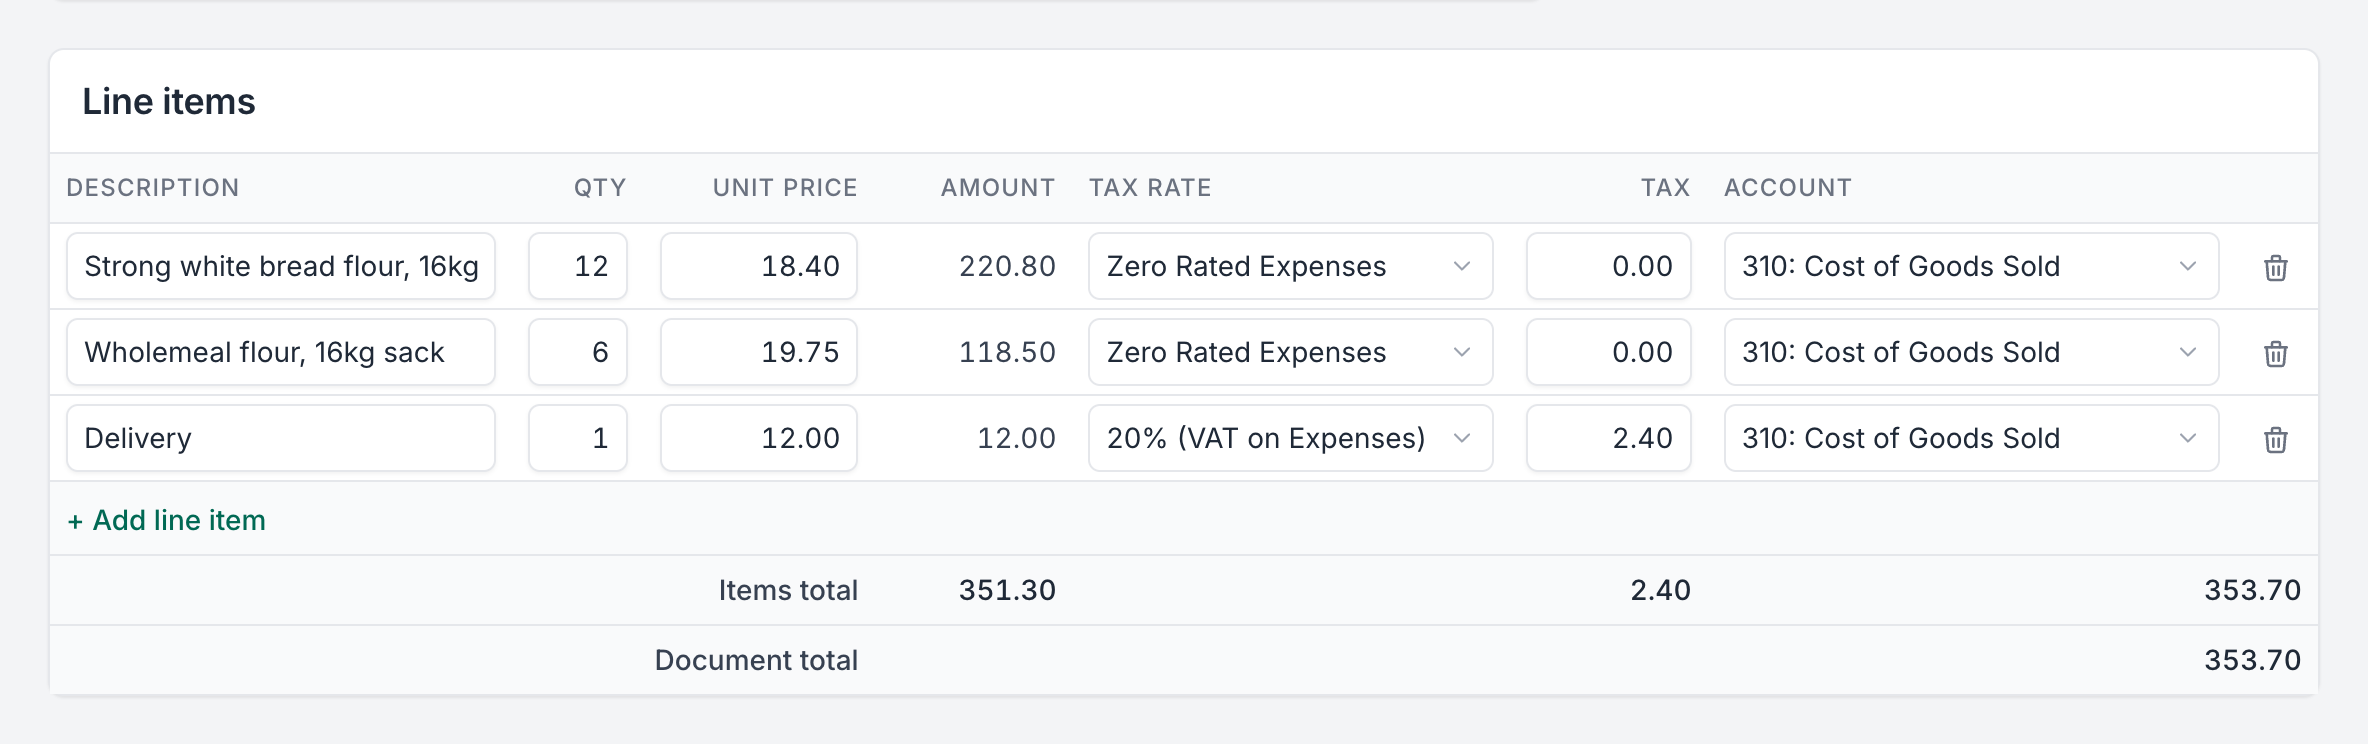 Line items
DESCRIPTION QTY UNIT PRICE AMOUNT TAX RATE TAX ACCOUNT
Strong white bread flour, 16kg 12 18.40 220.80 Zero Rated Expenses 0.00 310: Cost of Goods Sold
Wholemeal flour, 16kg sack 6 19.75 118.50 Zero Rated Expenses 0.00 310: Cost of Goods Sold
Delivery 1 12.00 12.00 20% (VAT on Expenses) 2.40 310: Cost of Goods Sold
+ Add line item
Items total 351.30 2.40 353.70
Document total 353.70